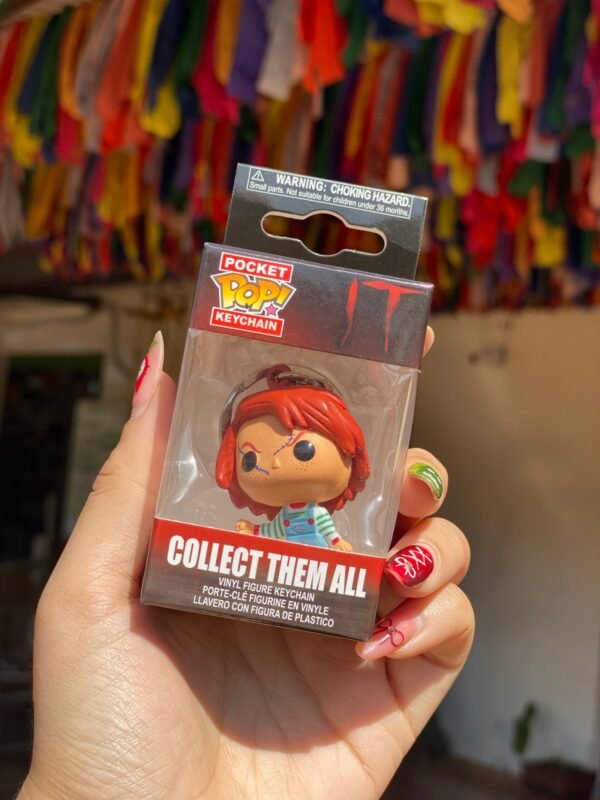 WARNING: CHOKING HAZARD.
Small parts. Not suitable for children under 36 months.
POCKET
POP!
KEYCHAIN
IT
COLLECT THEM ALL
VINYL FIGURE KEYCHAIN
PORTE-CLÉ FIGURINE EN VINYLE
LLAVERO CON FIGURA DE PLASTICO